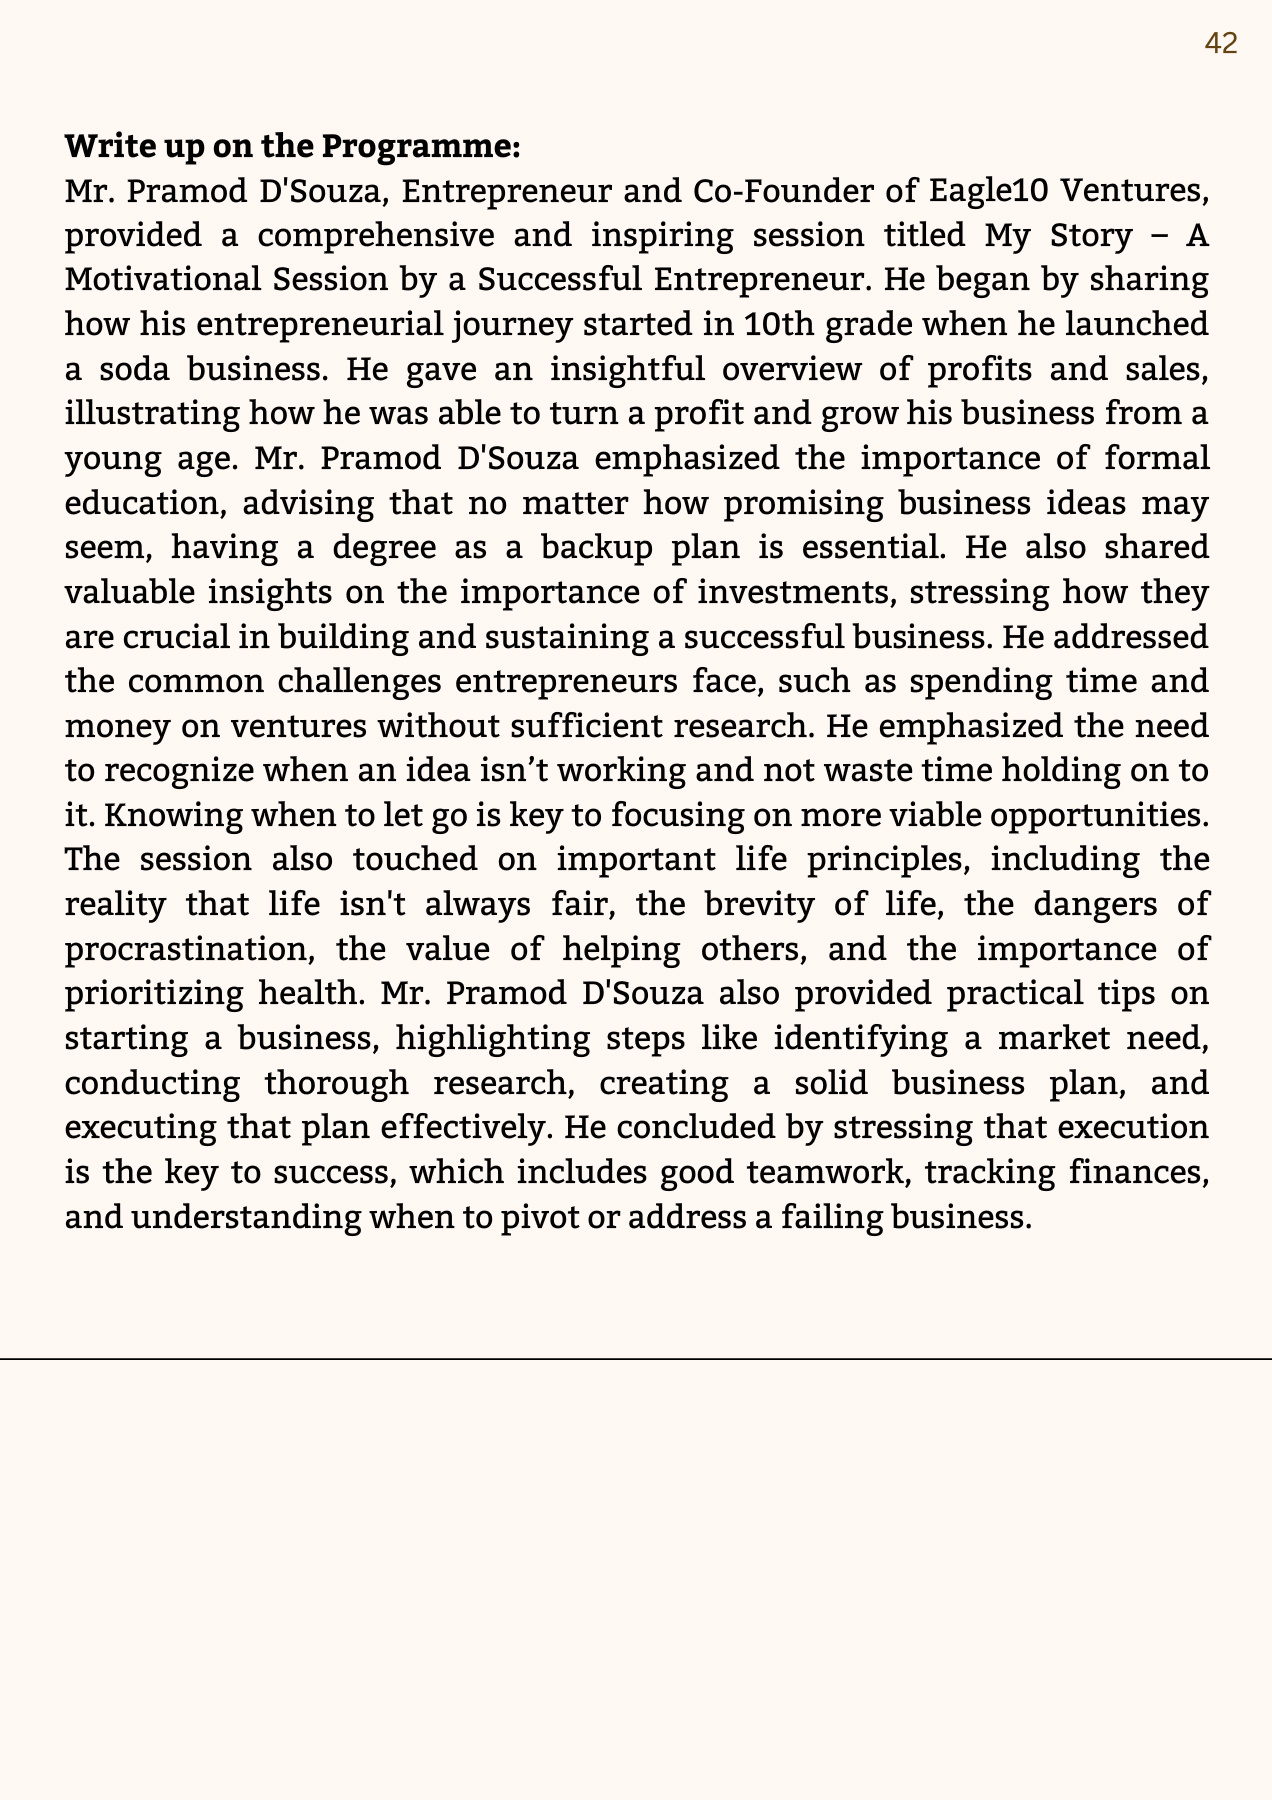 42
Write up on the Programme:
Mr. Pramod D'Souza, Entrepreneur and Co-Founder of Eagle10 Ventures,
provided a comprehensive and inspiring session titled My Story – A
Motivational Session by a Successful Entrepreneur. He began by sharing
how his entrepreneurial journey started in 10th grade when he launched
a soda business. He gave an insightful overview of profits and sales,
illustrating how he was able to turn a profit and grow his business from a
young age. Mr. Pramod D'Souza emphasized the importance of formal
education, advising that no matter how promising business ideas may
seem, having a degree as a backup plan is essential. He also shared
valuable insights on the importance of investments, stressing how they
are crucial in building and sustaining a successful business. He addressed
the common challenges entrepreneurs face, such as spending time and
money on ventures without sufficient research. He emphasized the need
to recognize when an idea isn’t working and not waste time holding on to
it. Knowing when to let go is key to focusing on more viable opportunities.
The session also touched on important life principles, including the
reality that life isn't always fair, the brevity of life, the dangers of
procrastination, the value of helping others, and the importance of
prioritizing health. Mr. Pramod D'Souza also provided practical tips on
starting a business, highlighting steps like identifying a market need,
conducting thorough research, creating a solid business plan, and
executing that plan effectively. He concluded by stressing that execution
is the key to success, which includes good teamwork, tracking finances,
and understanding when to pivot or address a failing business.